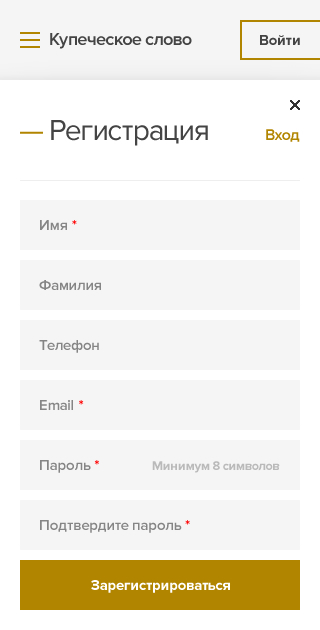 Купеческое слово
Войти
Регистрация
Вход
Имя *
Фамилия
Телефон
Email *
Пароль * Минимум 8 символов
Подтвердите пароль *
Зарегистрироваться